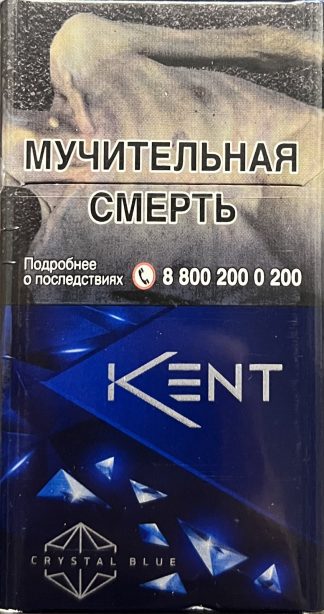 МУЧИТЕЛЬНАЯ
СМЕРТЬ
Подробнее
о последствиях 8 800 200 0 200
KENT
CRYSTAL BLUE